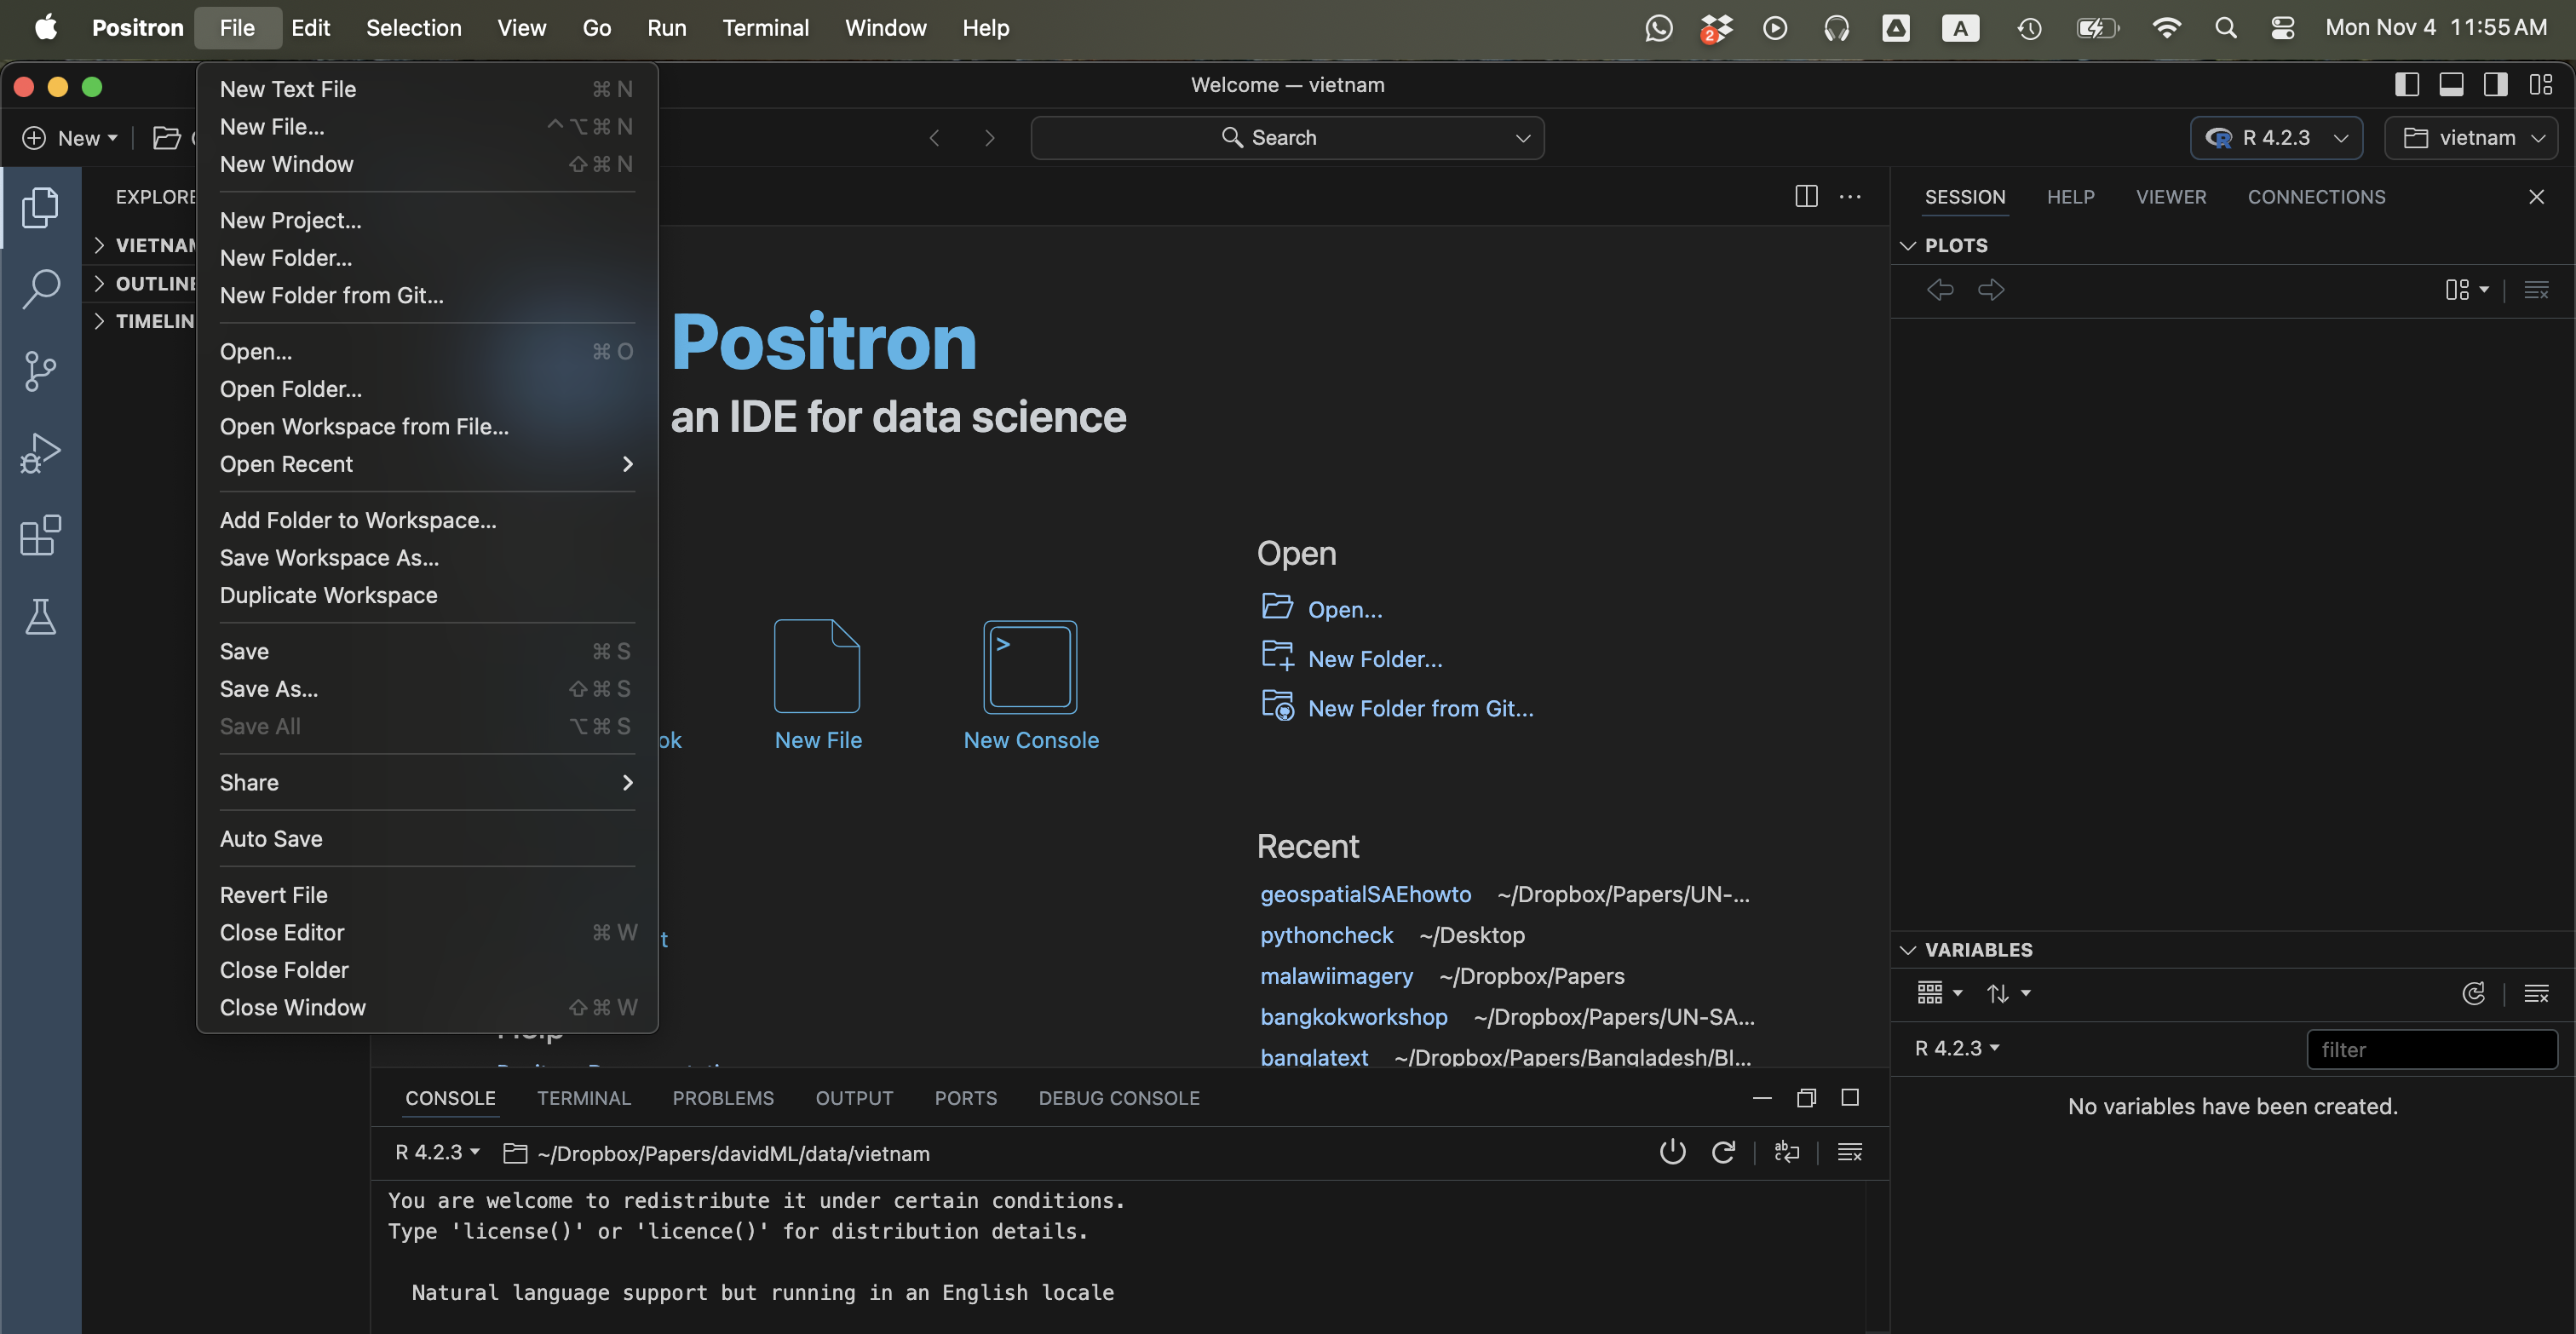 Positron File Edit Selection View Go Run Terminal Window Help 2 A Mon Nov 4 11:55 AM
Welcome — vietnam
New Search R 4.2.3 vietnam
New Text File ⌘ N
New File... ^ ⌥ ⌘ N
New Window ⇧ ⌘ N
New Project...
New Folder...
New Folder from Git...
Open... ⌘ O
Open Folder...
Open Workspace from File...
Open Recent
Add Folder to Workspace...
Save Workspace As...
Duplicate Workspace
Save ⌘ S
Save As... ⇧ ⌘ S
Save All ⌥ ⌘ S
Share
Auto Save
Revert File
Close Editor ⌘ W
Close Folder
Close Window ⇧ ⌘ W
EXPLORE
VIETNAM
OUTLINE
TIMELIN
Positron
an IDE for data science
ok
New File
New Console
t
Open
Open...
New Folder...
New Folder from Git...
Recent
geospatialSAEhowto ~/Dropbox/Papers/UN-...
pythoncheck ~/Desktop
malawiimagery ~/Dropbox/Papers
bangkokworkshop ~/Dropbox/Papers/UN-SA...
banglatext ~/Dropbox/Papers/Bangladesh/BI...
SESSION HELP VIEWER CONNECTIONS
PLOTS
VARIABLES
R 4.2.3 filter
No variables have been created.
CONSOLE TERMINAL PROBLEMS OUTPUT PORTS DEBUG CONSOLE
R 4.2.3 ~/Dropbox/Papers/davidML/data/vietnam
You are welcome to redistribute it under certain conditions.
Type 'license()' or 'licence()' for distribution details.
Natural language support but running in an English locale